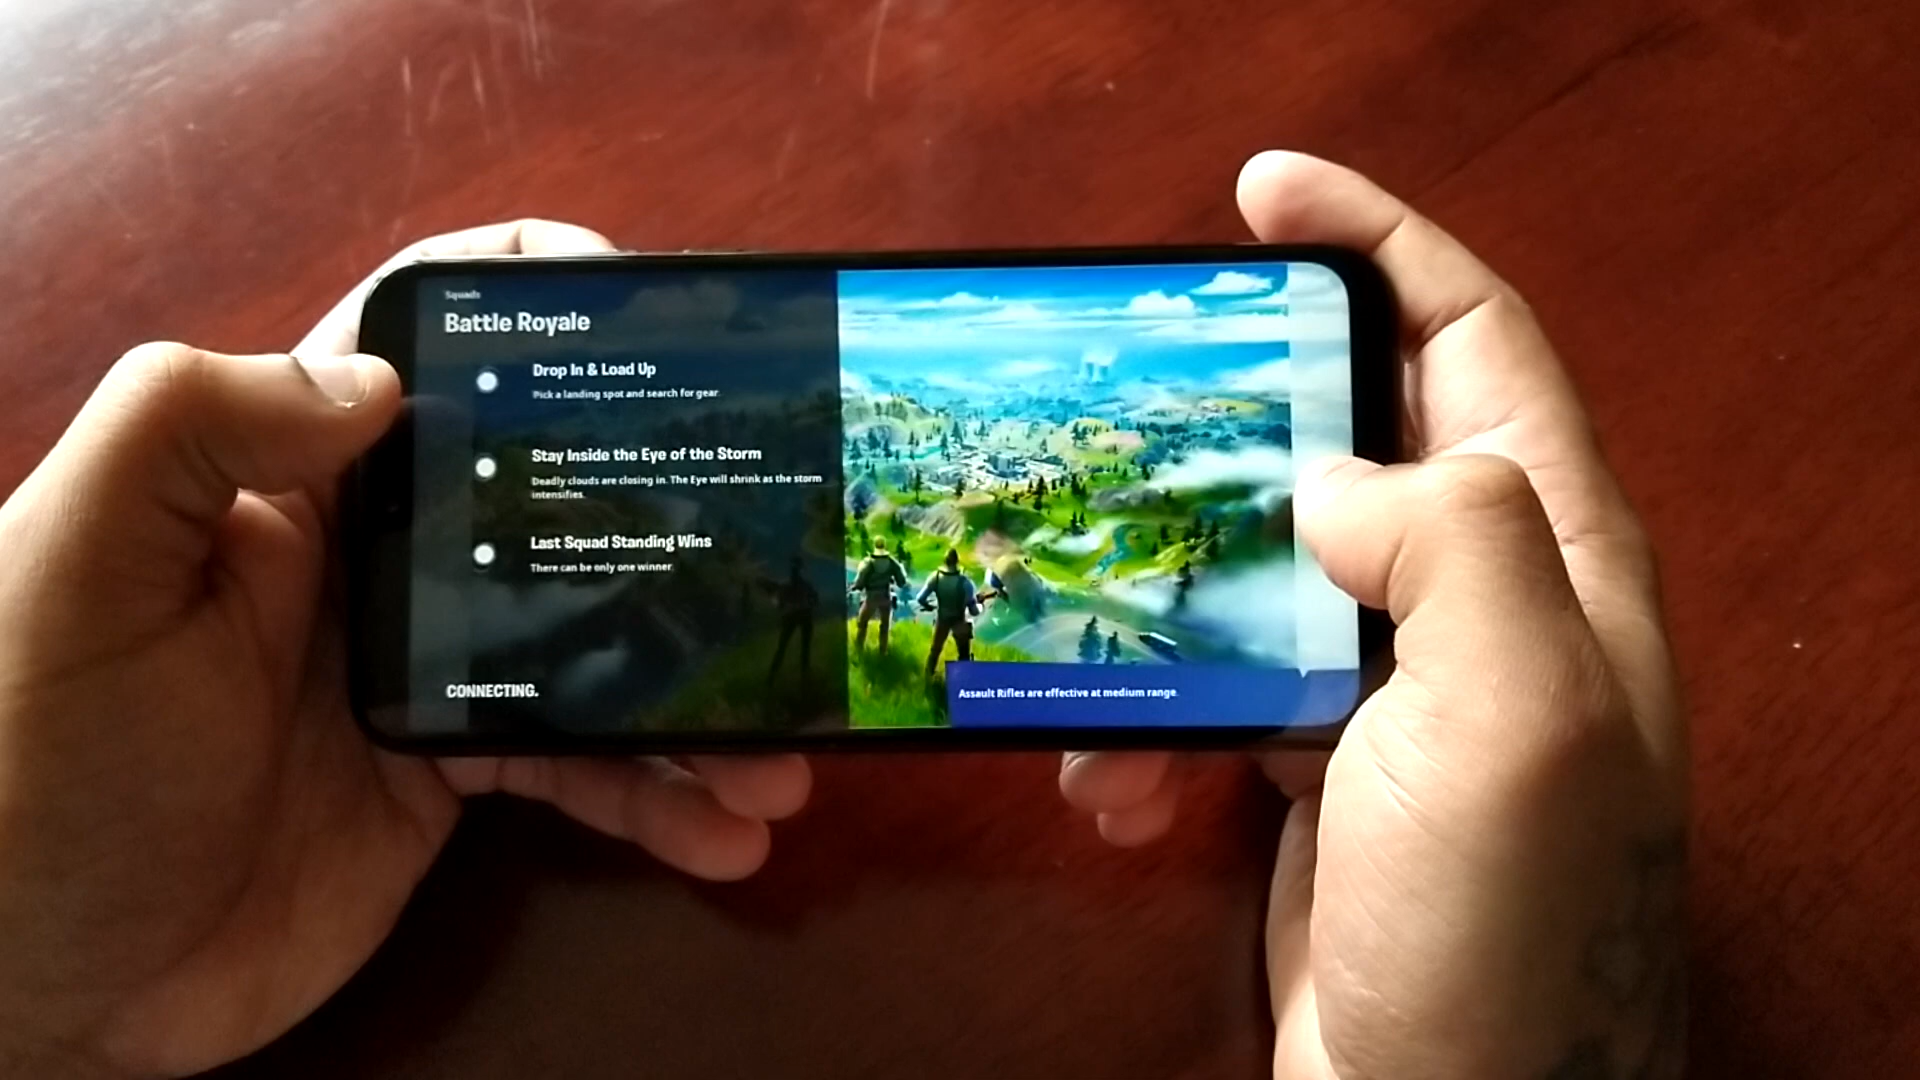 Squads
Battle Royale
Drop In & Load Up
Pick a landing spot and search for gear.
Stay Inside the Eye of the Storm
Deadly clouds are closing in. The Eye will shrink as the storm
intensifies.
Last Squad Standing Wins
There can be only one winner.
CONNECTING.
Assault Rifles are effective at medium range.